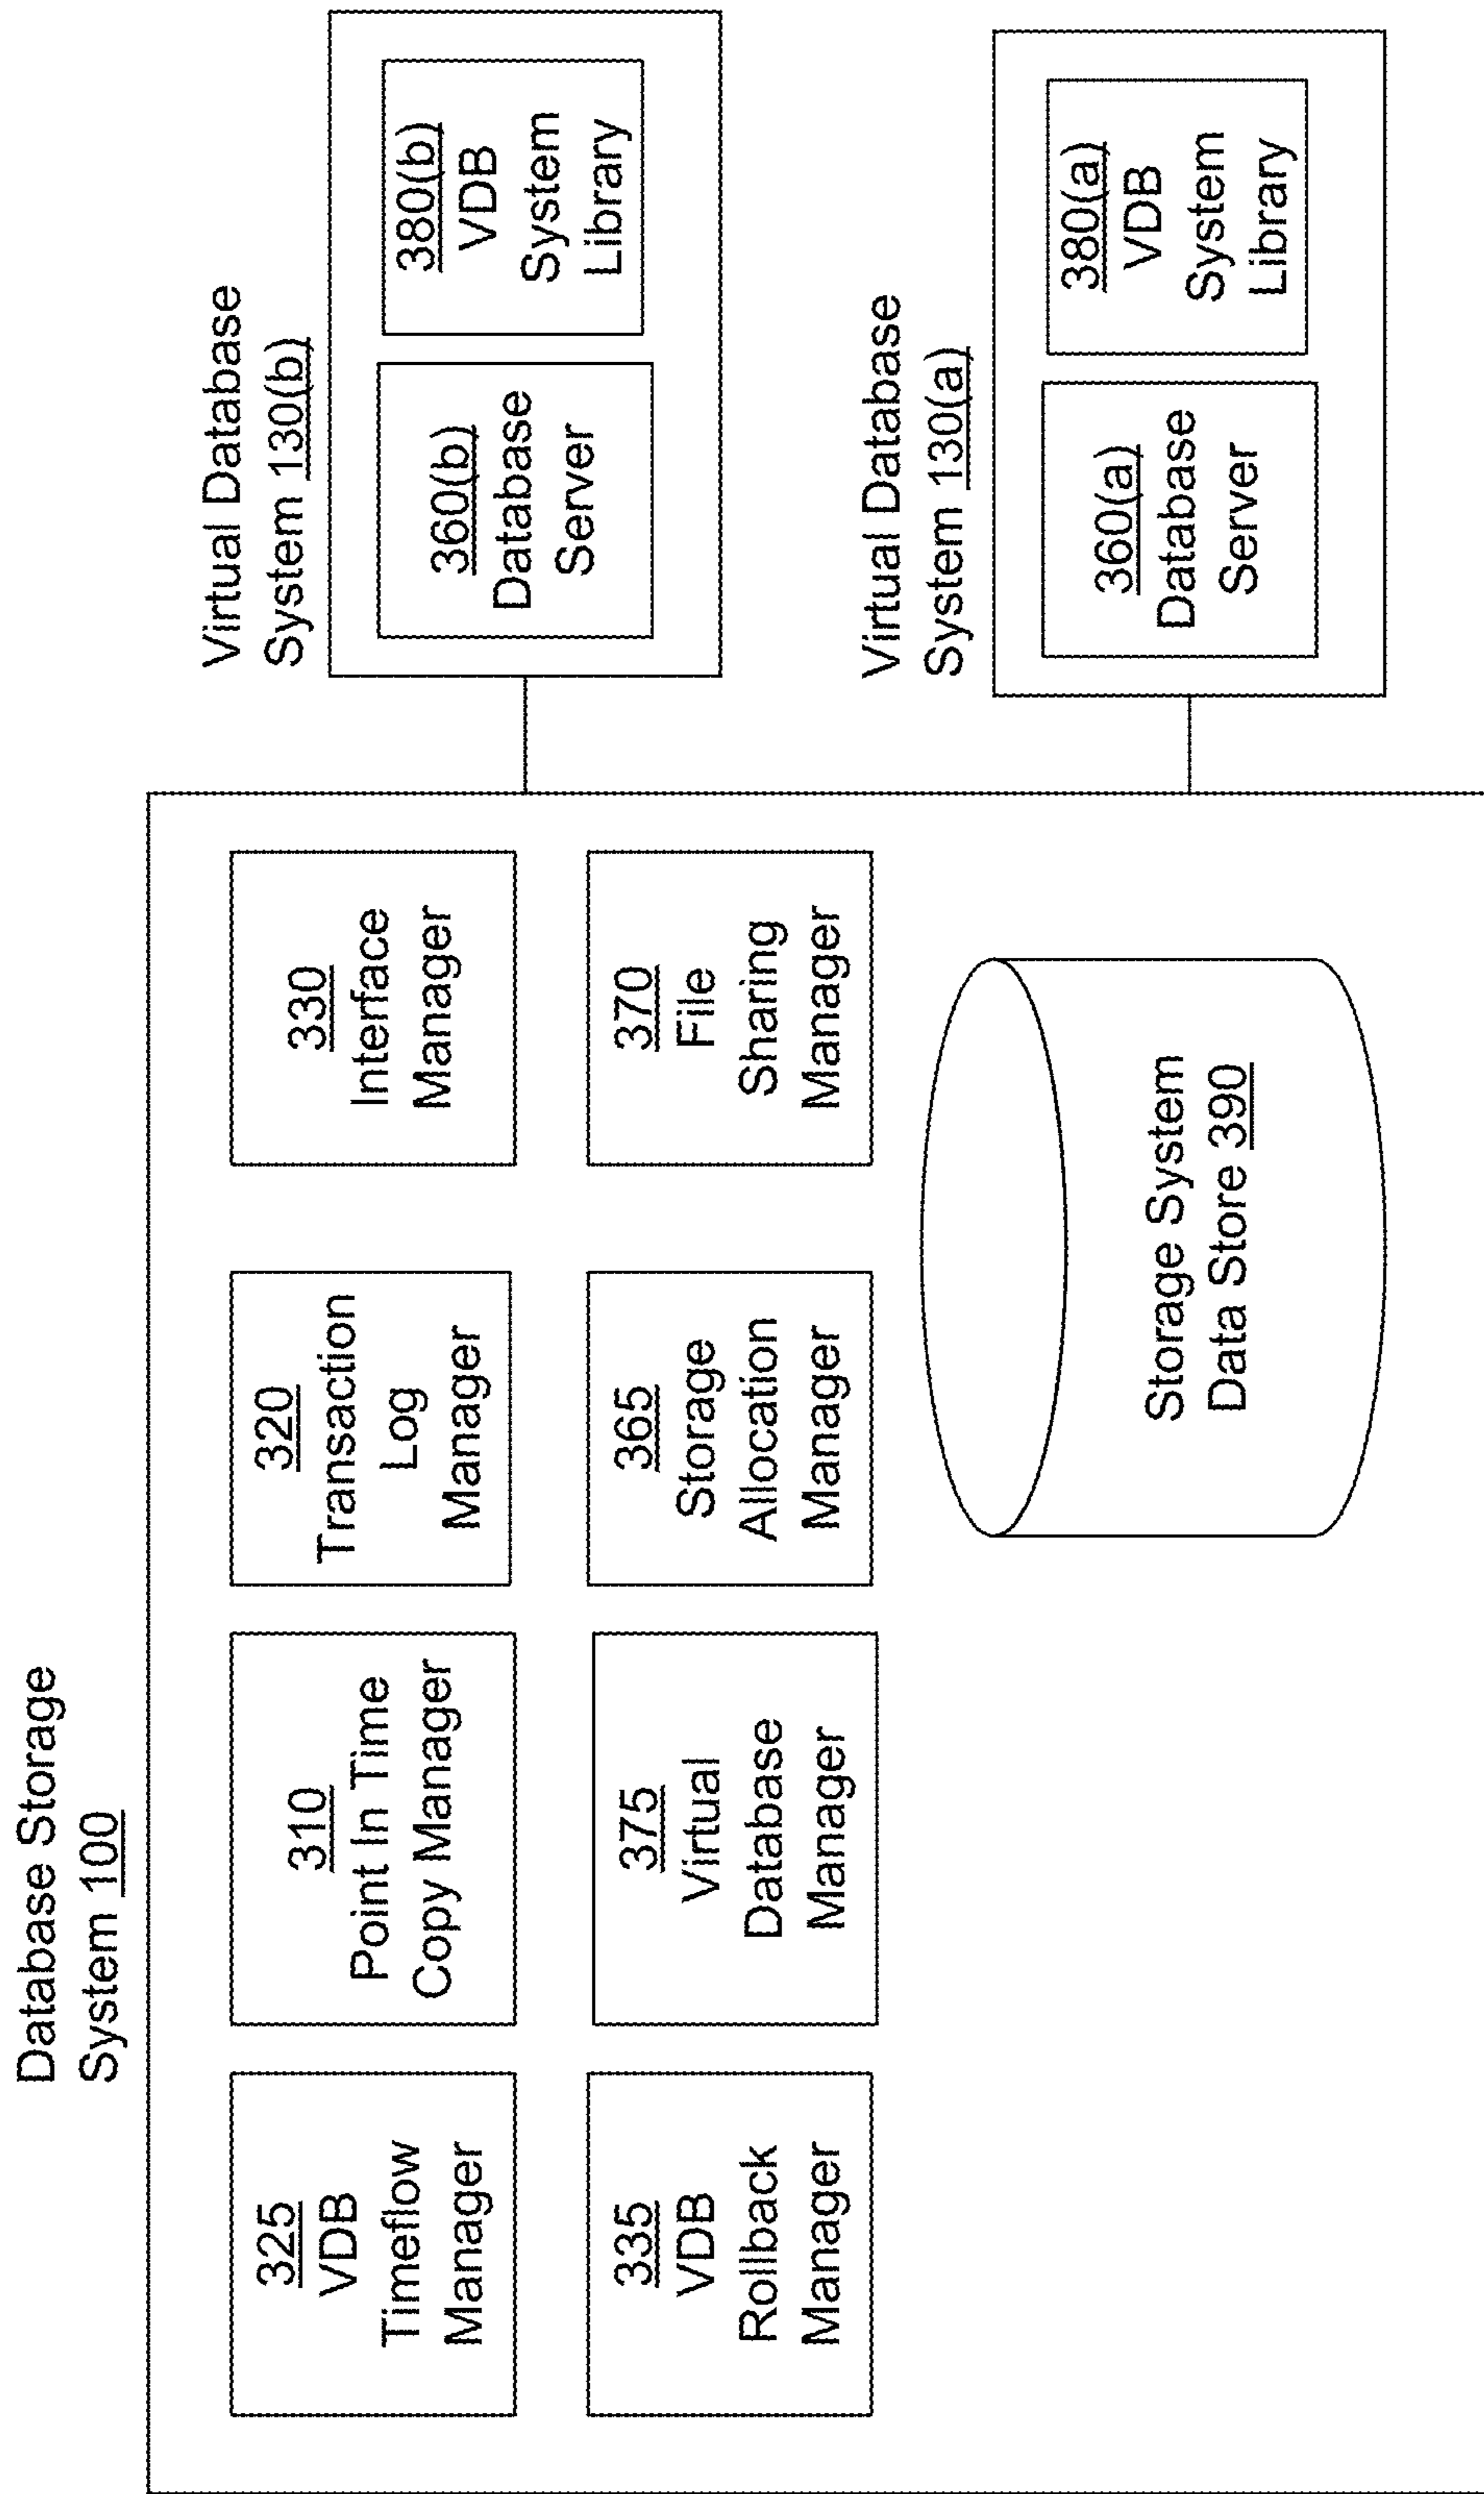 Database Storage
System 100
325
VDB
Timeflow
Manager
310
Point In Time
Copy Manager
320
Transaction
Log
Manager
330
Interface
Manager
335
VDB
Rollback
Manager
375
Virtual
Database
Manager
365
Storage
Allocation
Manager
370
File
Sharing
Manager
Storage System
Data Store 390
Virtual Database
System 130(b)
360(b)
Database
Server
380(b)
VDB
System
Library
Virtual Database
System 130(a)
360(a)
Database
Server
380(a)
VDB
System
Library